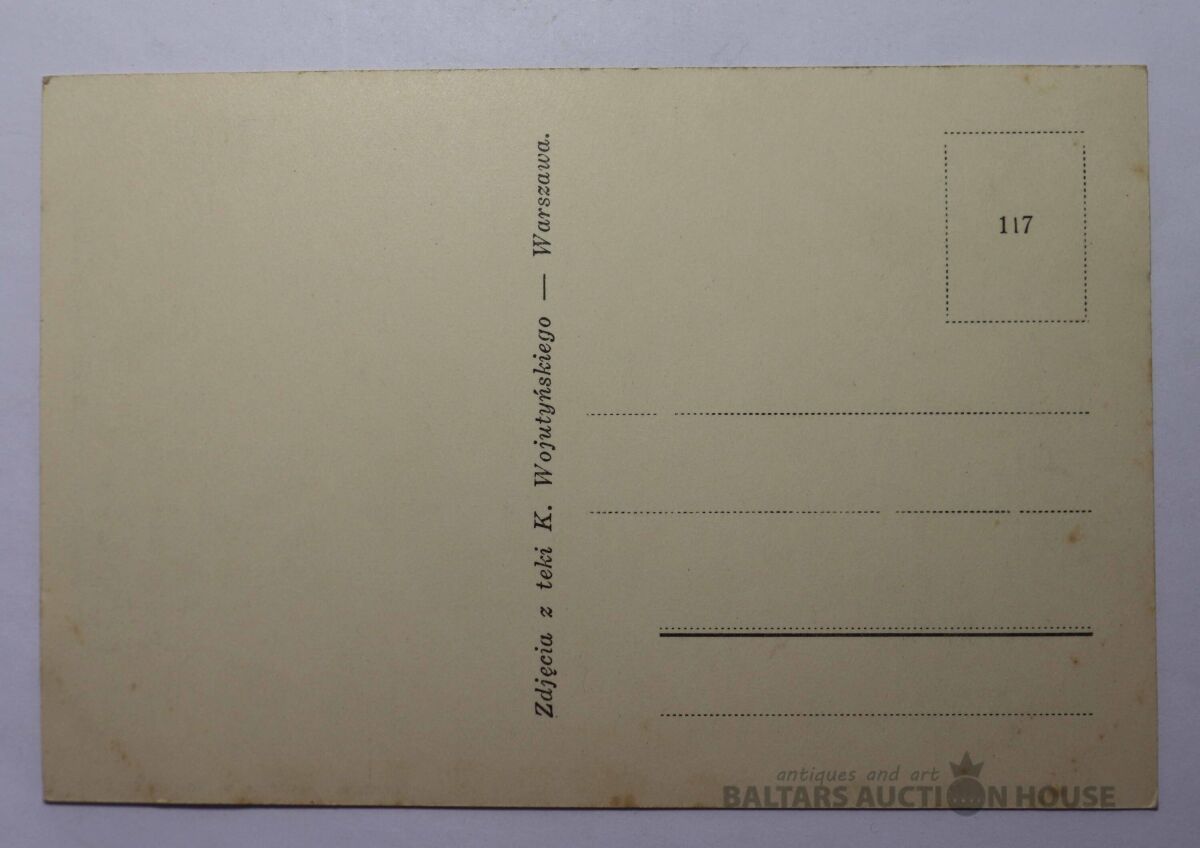 Zdjęcia z teki K. Wojutyńskiego — Warszawa.
117
antiques and art
BALTARS AUCTION HOUSE